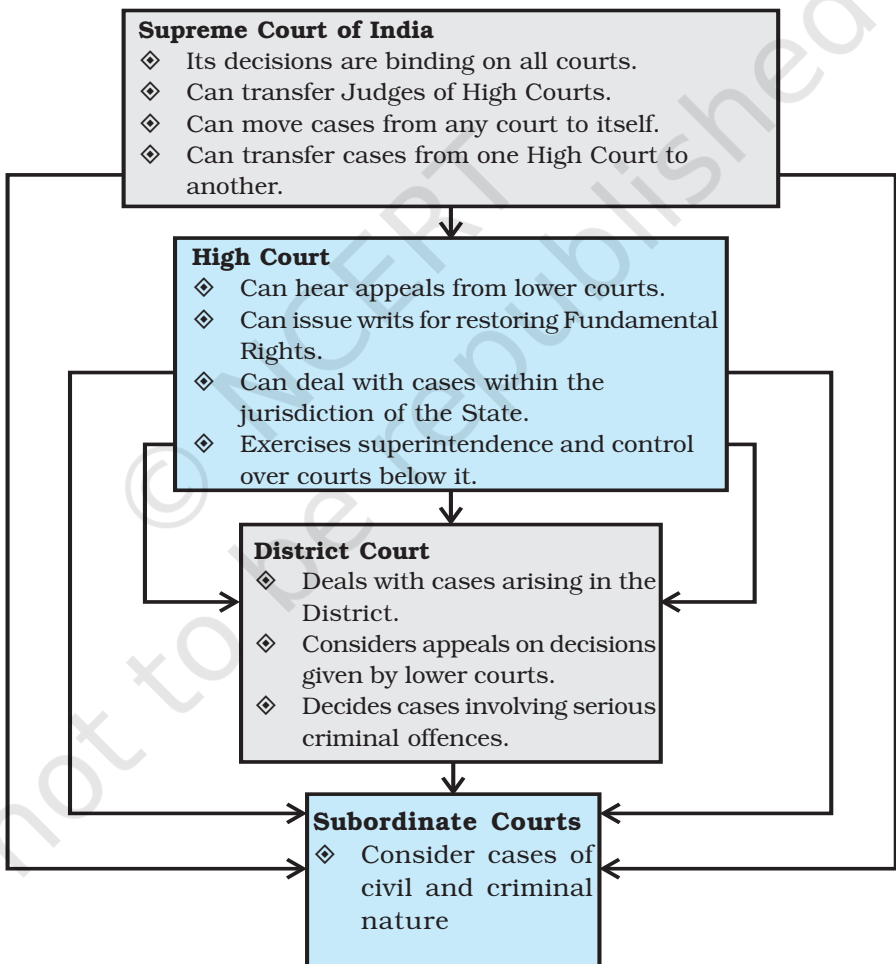 Supreme Court of India
◈ Its decisions are binding on all courts.
◈ Can transfer Judges of High Courts.
◈ Can move cases from any court to itself.
◈ Can transfer cases from one High Court to
another.
High Court
◈ Can hear appeals from lower courts.
◈ Can issue writs for restoring Fundamental
Rights.
◈ Can deal with cases within the
jurisdiction of the State.
◈ Exercises superintendence and control
over courts below it.
District Court
◈ Deals with cases arising in the
District.
◈ Considers appeals on decisions
given by lower courts.
◈ Decides cases involving serious
criminal offences.
Subordinate Courts
◈ Consider cases of
civil and criminal
nature
© NCERT
not to be republished